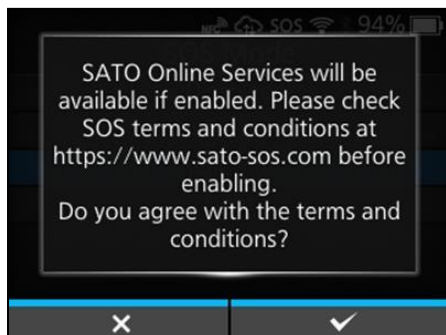 NFC SOS 94%
SATO Online Services will be
available if enabled. Please check
SOS terms and conditions at
https://www.sato-sos.com before
enabling.
Do you agree with the terms and
conditions?